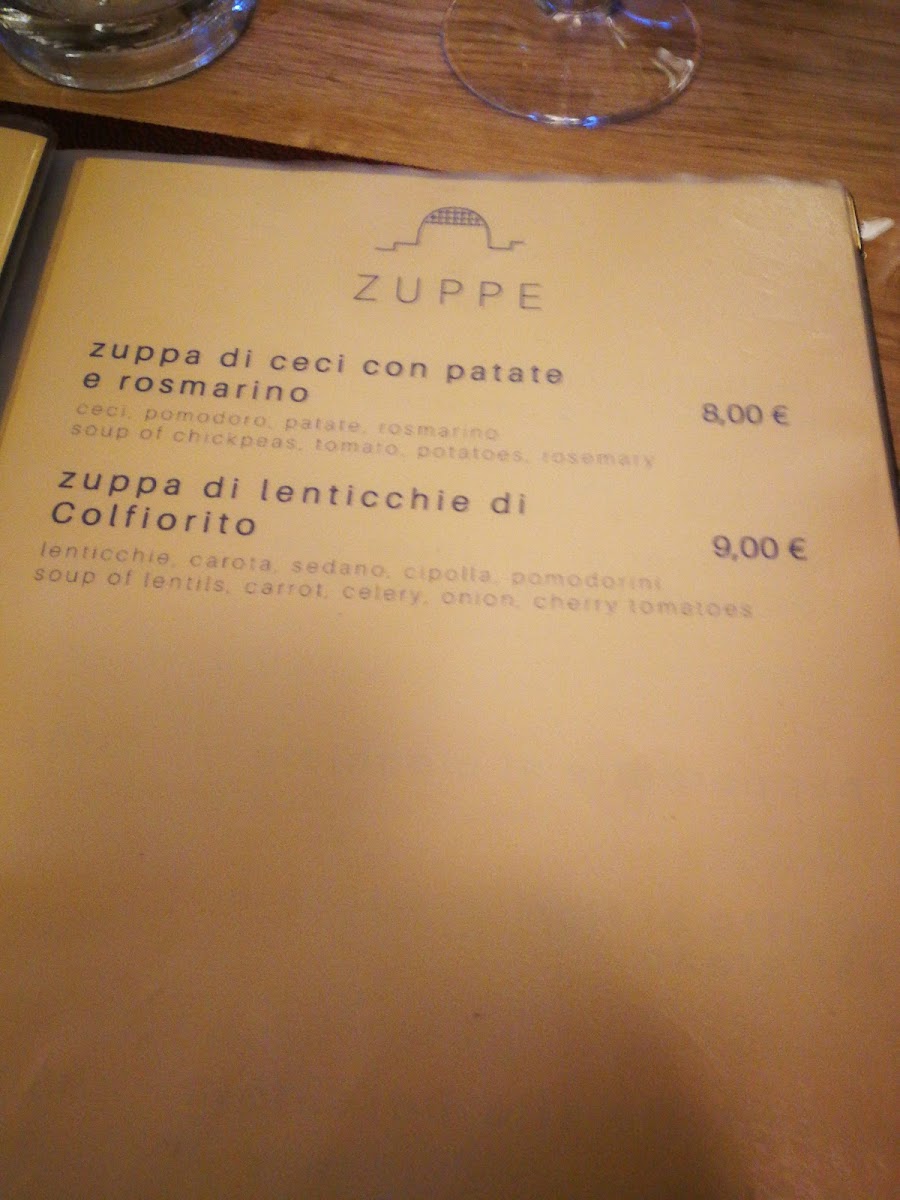 ZUPPE
zuppa di ceci con patate
e rosmarino
8,00 €
ceci, pomodoro, patate, rosmarino
soup of chickpeas, tomato, potatoes, rosemary
zuppa di lenticchie di
Colfiorito
9,00 €
lenticchie, carota, sedano, cipolla, pomodorini
soup of lentils, carrot, celery, onion, cherry tomatoes